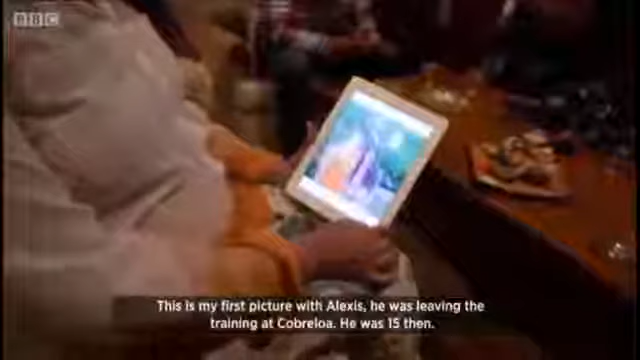 BBC
This is my first picture with Alexis, he was leaving the
training at Cobreloa. He was 15 then.